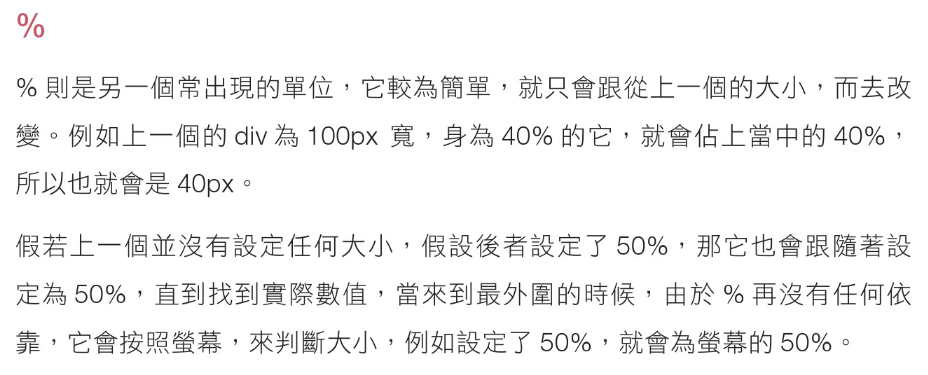 %
% 則是另一個常出現的單位，它較為簡單，就只會跟從上一個的大小，而去改
變。例如上一個的 div 為 100px 寬，身為 40% 的它，就會佔上當中的 40%，
所以也就會是 40px。
假若上一個並沒有設定任何大小，假設後者設定了 50%，那它也會跟隨著設
定為 50%，直到找到實際數值，當來到最外圍的時候，由於 % 再沒有任何依
靠，它會按照螢幕，來判斷大小，例如設定了 50%，就會為螢幕的 50%。